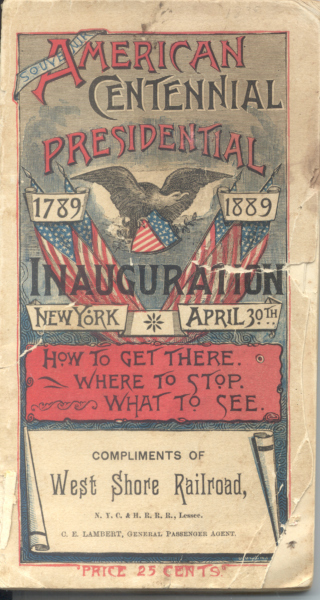 SOUVENIR
AMERICAN
CENTENNIAL
PRESIDENTIAL
1789 1889
INAUGURATION
NEW YORK APRIL 30TH
HOW TO GET THERE.
WHERE TO STOP.
WHAT TO SEE.
COMPLIMENTS OF
West Shore Railroad,
N. Y. C. & H. R. R. R., Lessee.
C. E. LAMBERT, GENERAL PASSENGER AGENT.
"PRICE 25 CENTS"